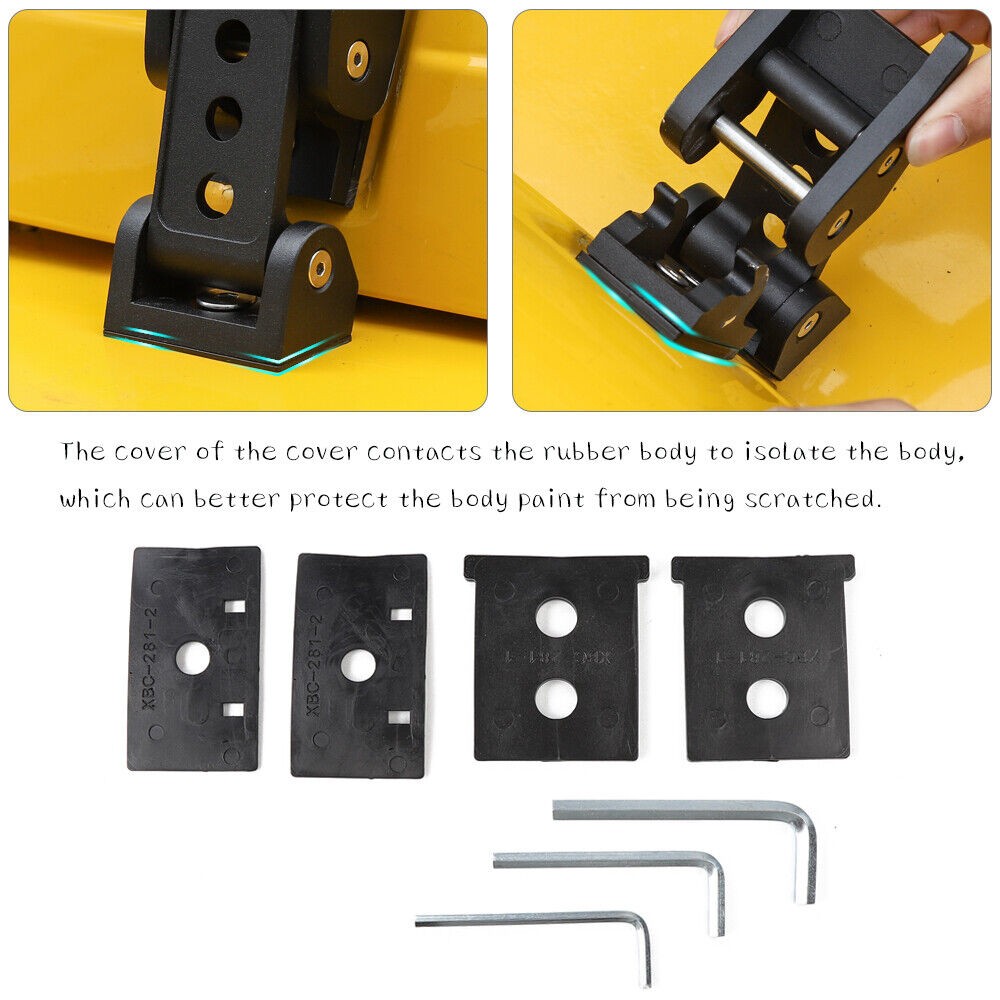 The cover of the cover contacts the rubber body to isolate the body,
which can better protect the body paint from being scratched.
XBC-281-2
XBC-281-2
XBC-281-1
XBC-281-1